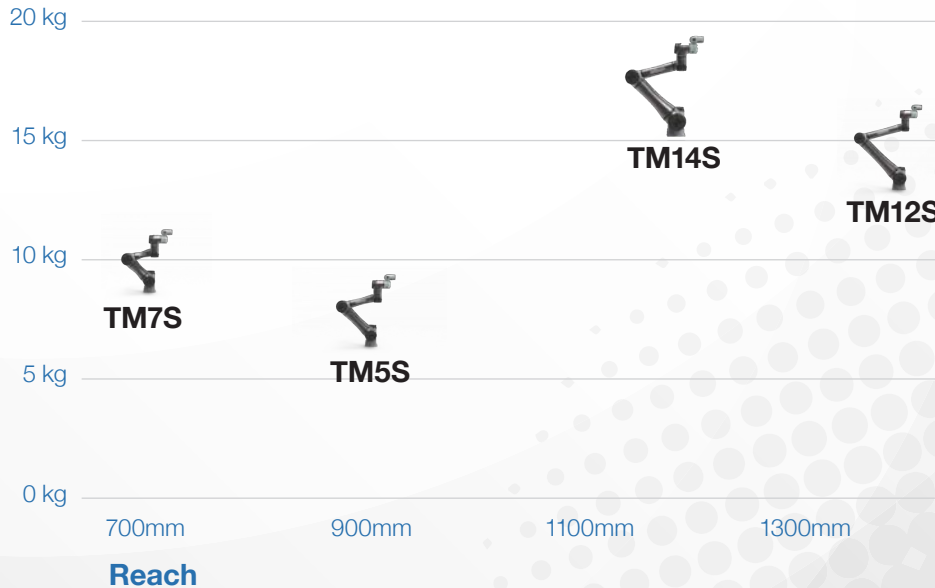 20 kg
15 kg
TM14S
TM12S
10 kg
TM7S
TM5S
5 kg
0 kg
700mm 900mm 1100mm 1300mm
Reach